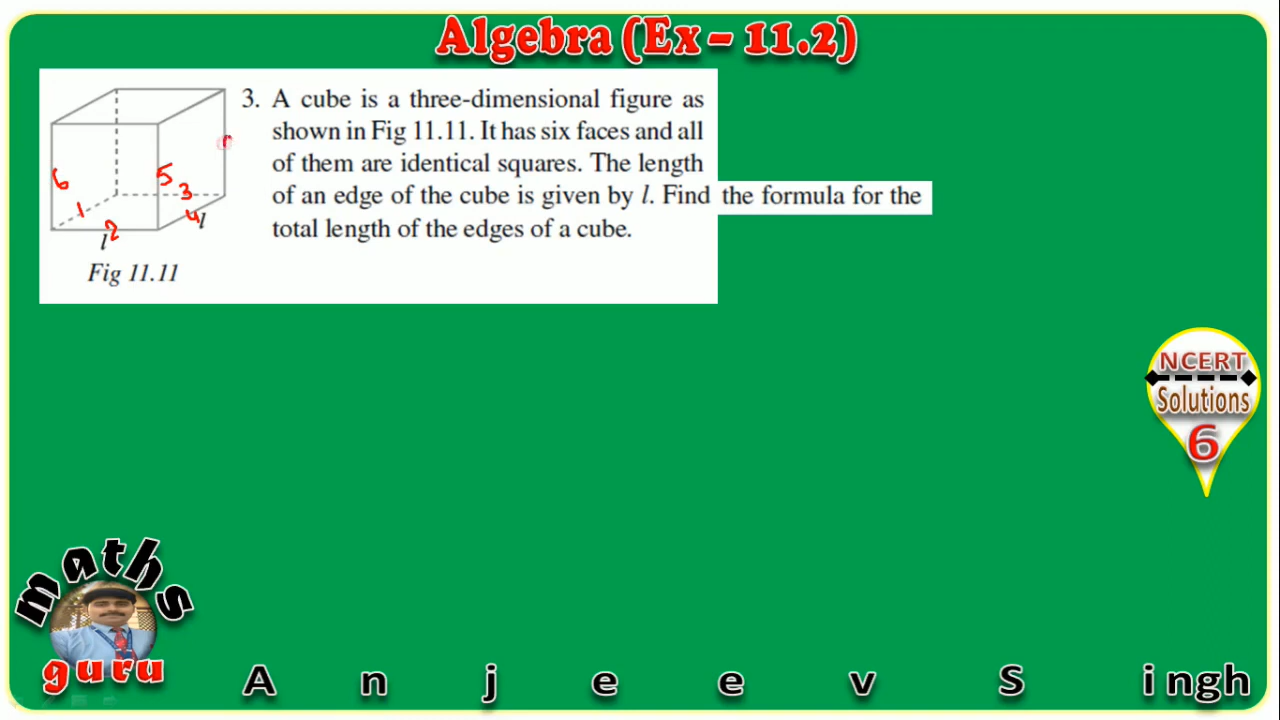 Algebra (Ex – 11.2)
3. A cube is a three-dimensional figure as
shown in Fig 11.11. It has six faces and all
of them are identical squares. The length
of an edge of the cube is given by l. Find the formula for the
total length of the edges of a cube.
6
5
3
1
4
l
2
l
Fig 11.11
NCERT
Solutions
6
maths
guru
A n j e e v S i ngh